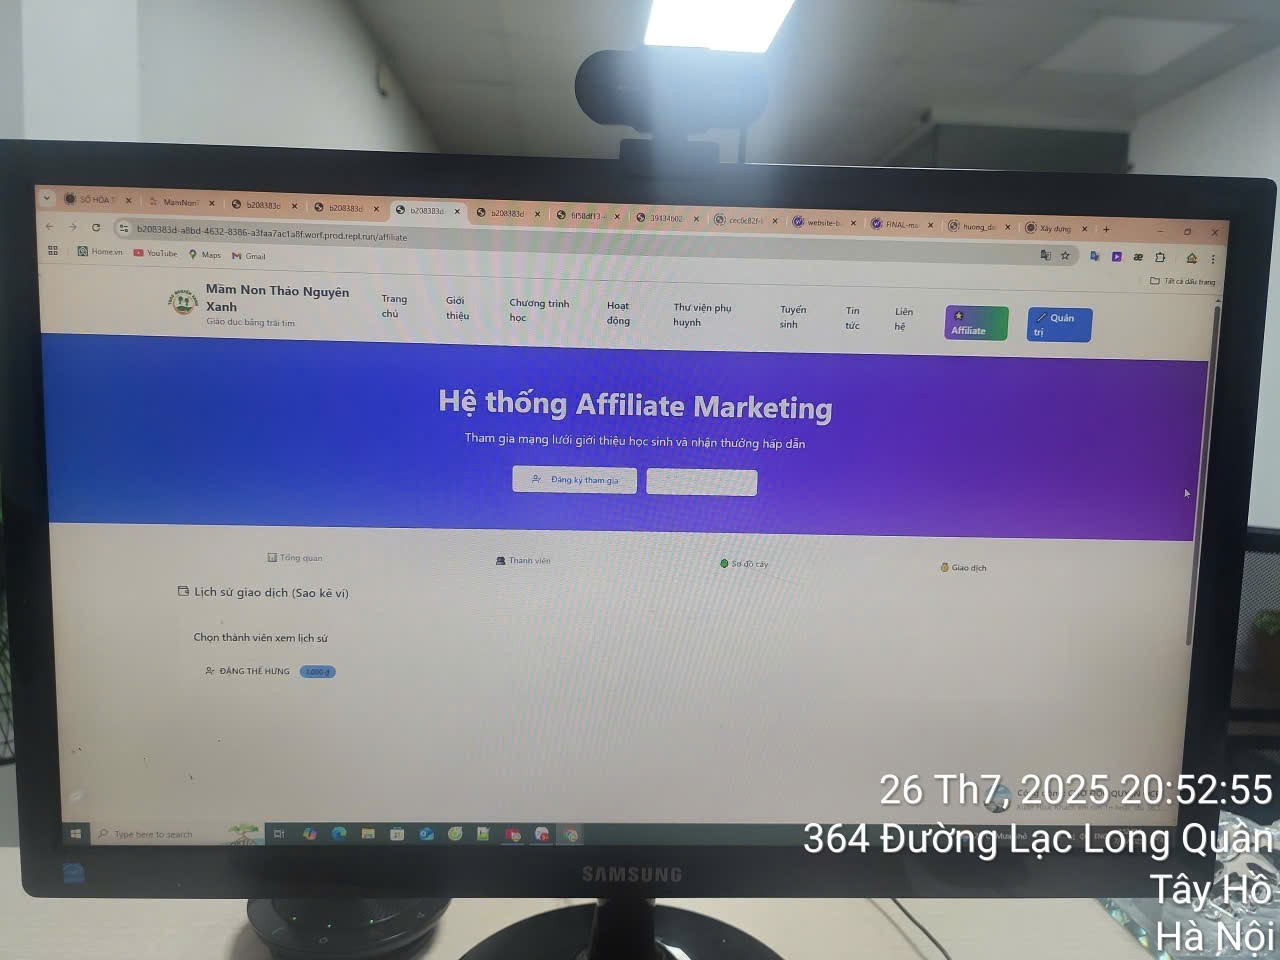 SỐ HÓA T
MamNonT
b208383d
b208383d
b208383d
b208383d
6f58df13-
39134602
cec6c82f-
website-b
FINAL-ma
huong_dc
Xây dựng
b208383d-a8bd-4632-8386-a3faa7ac1a8f.worf.prod.repl.run/affiliate
Home.vn
YouTube
Maps
Gmail
Tất cả dấu trang
Mầm Non Thảo Nguyên
Xanh
Giáo dục bằng trái tim
Trang
chủ
Giới
thiệu
Chương trình
học
Hoạt
động
Thư viện phụ
huynh
Tuyển
sinh
Tin
tức
Liên
hệ
Affiliate
Quản
trị
Hệ thống Affiliate Marketing
Tham gia mạng lưới giới thiệu học sinh và nhận thưởng hấp dẫn
Đăng ký tham gia
Tổng quan
Thành viên
Sơ đồ cây
Giao dịch
Lịch sử giao dịch (Sao kê ví)
Chọn thành viên xem lịch sử
ĐẶNG THẾ HƯNG
Type here to search
SAMSUNG
26 Th7, 2025 20:52:55
364 Đường Lạc Long Quân
Tây Hồ
Hà Nội